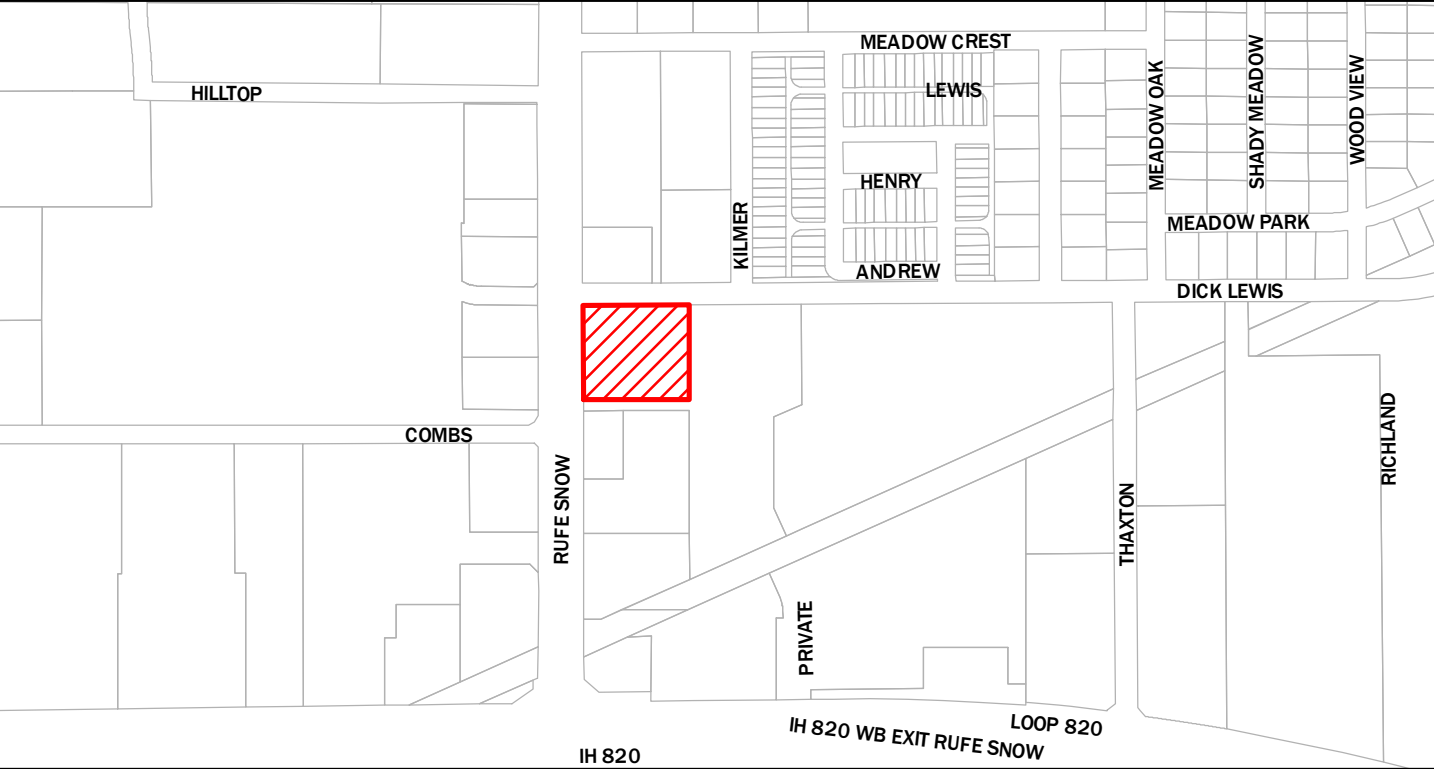 MEADOW CREST
HILLTOP
LEWIS
MEADOW OAK
SHADY MEADOW
WOOD VIEW
HENRY
KILMER
MEADOW PARK
ANDREW
DICK LEWIS
COMBS
RICHLAND
RUFE SNOW
THAXTON
PRIVATE
LOOP 820
IH 820 WB EXIT RUFE SNOW
IH 820